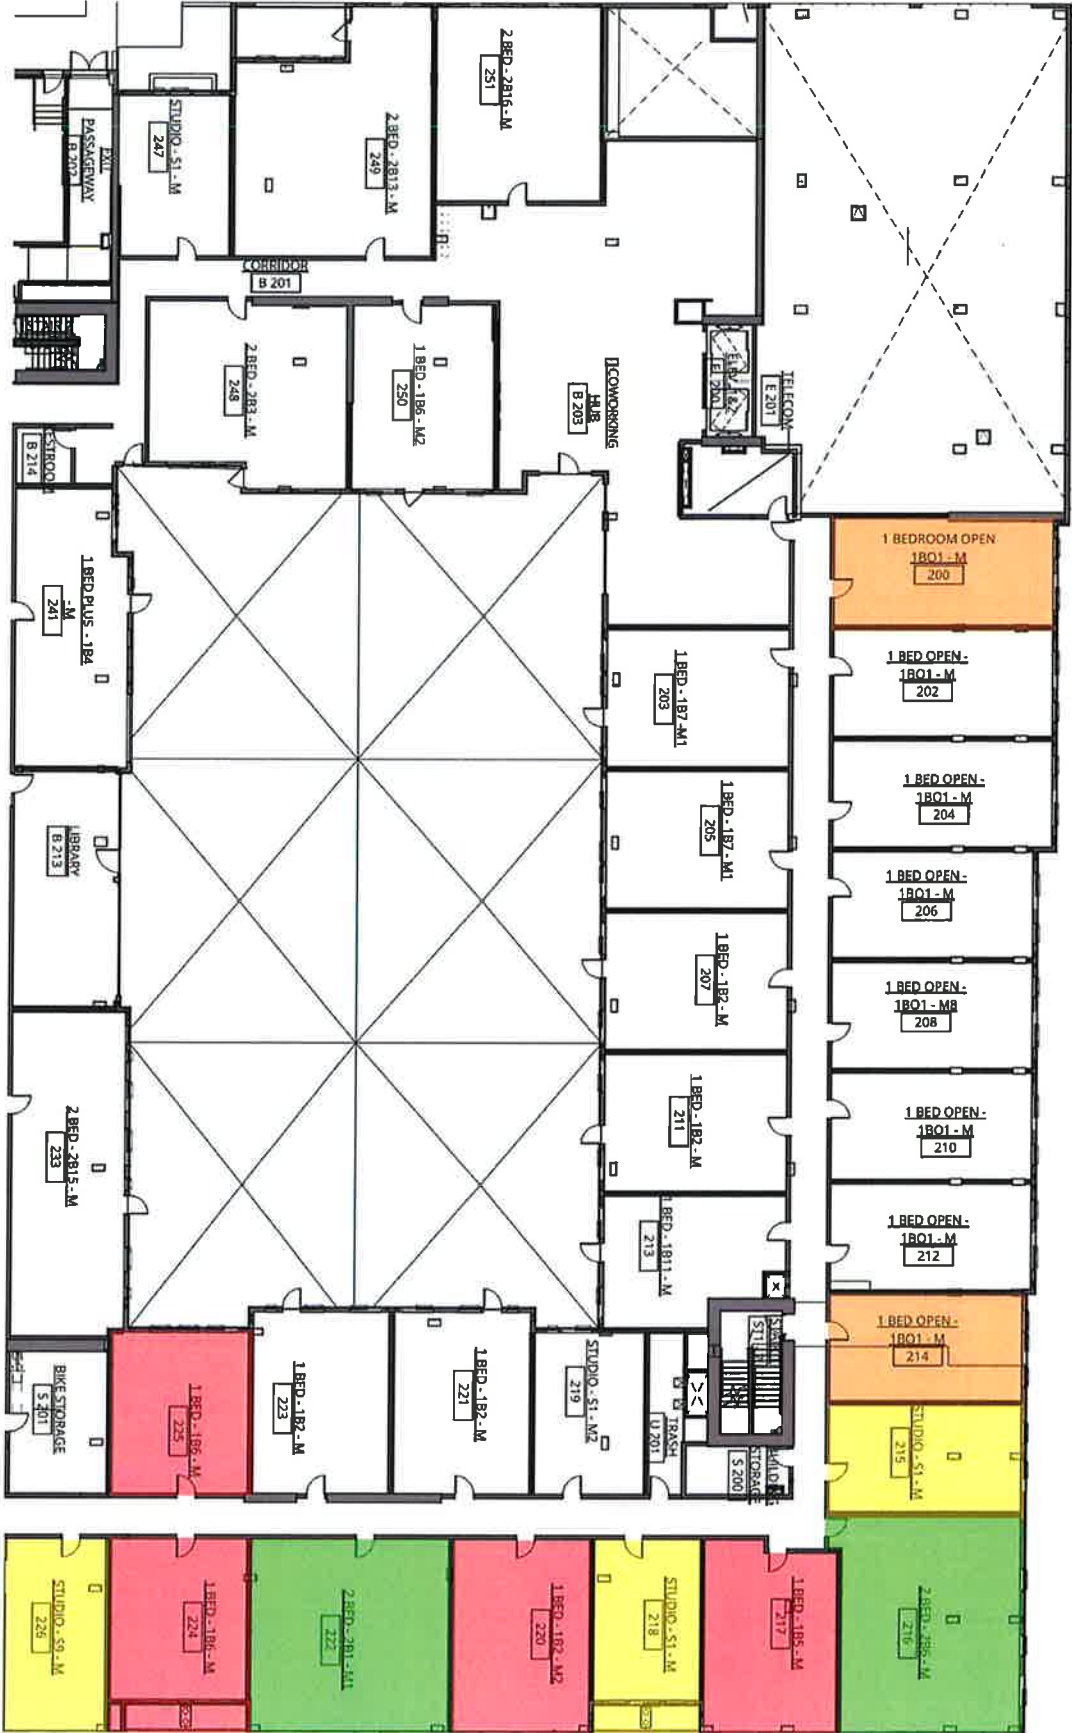 2 BED - 2B16 - M
251
STUDIO - S1 - M
247
2 BED - 2B13 - M
249
EXIT
PASSAGEWAY
B 202
CORRIDOR
B 201
2 BED - 2B3 - M
248
1 BED - 1B6 - M2
250
COWORKING
HUB
B 203
ELEV. 1&2
E 200
TELECOM
E 201
B 214
1 BED PLUS - 1B4
- M
241
1 BEDROOM OPEN
1BO1 - M
200
1 BED OPEN -
1BO1 - M
202
1 BED - 1B7 -M1
203
1 BED OPEN -
1BO1 - M
204
1 BED - 1B7 - M1
205
LIBRARY
B 213
1 BED OPEN -
1BO1 - M
206
1 BED - 1B2 - M
207
1 BED OPEN -
1BO1 - M8
208
1 BED - 1B2 - M
211
1 BED OPEN -
1BO1 - M
210
2 BED - 2B15 - M
233
1 BED - 1B11 - M
213
1 BED OPEN -
1BO1 - M
212
1 BED OPEN -
1BO1 - M
214
BIKE STORAGE
S 201
1 BED - 1B6 - M
225
1 BED - 1B2 - M
223
1 BED - 1B2 - M
221
STUDIO - S1 - M2
219
TRASH
U 201
STORAGE
S 200
STUDIO - S1 - M
215
STUDIO - S9 - M
226
1 BED - 1B6 - M
224
2 BED - 2B1 - M1
222
1 BED - 1B2 - M2
220
STUDIO - S1 - M
218
1 BED - 1B5 - M
217
2 BED - 2B6 - M
216